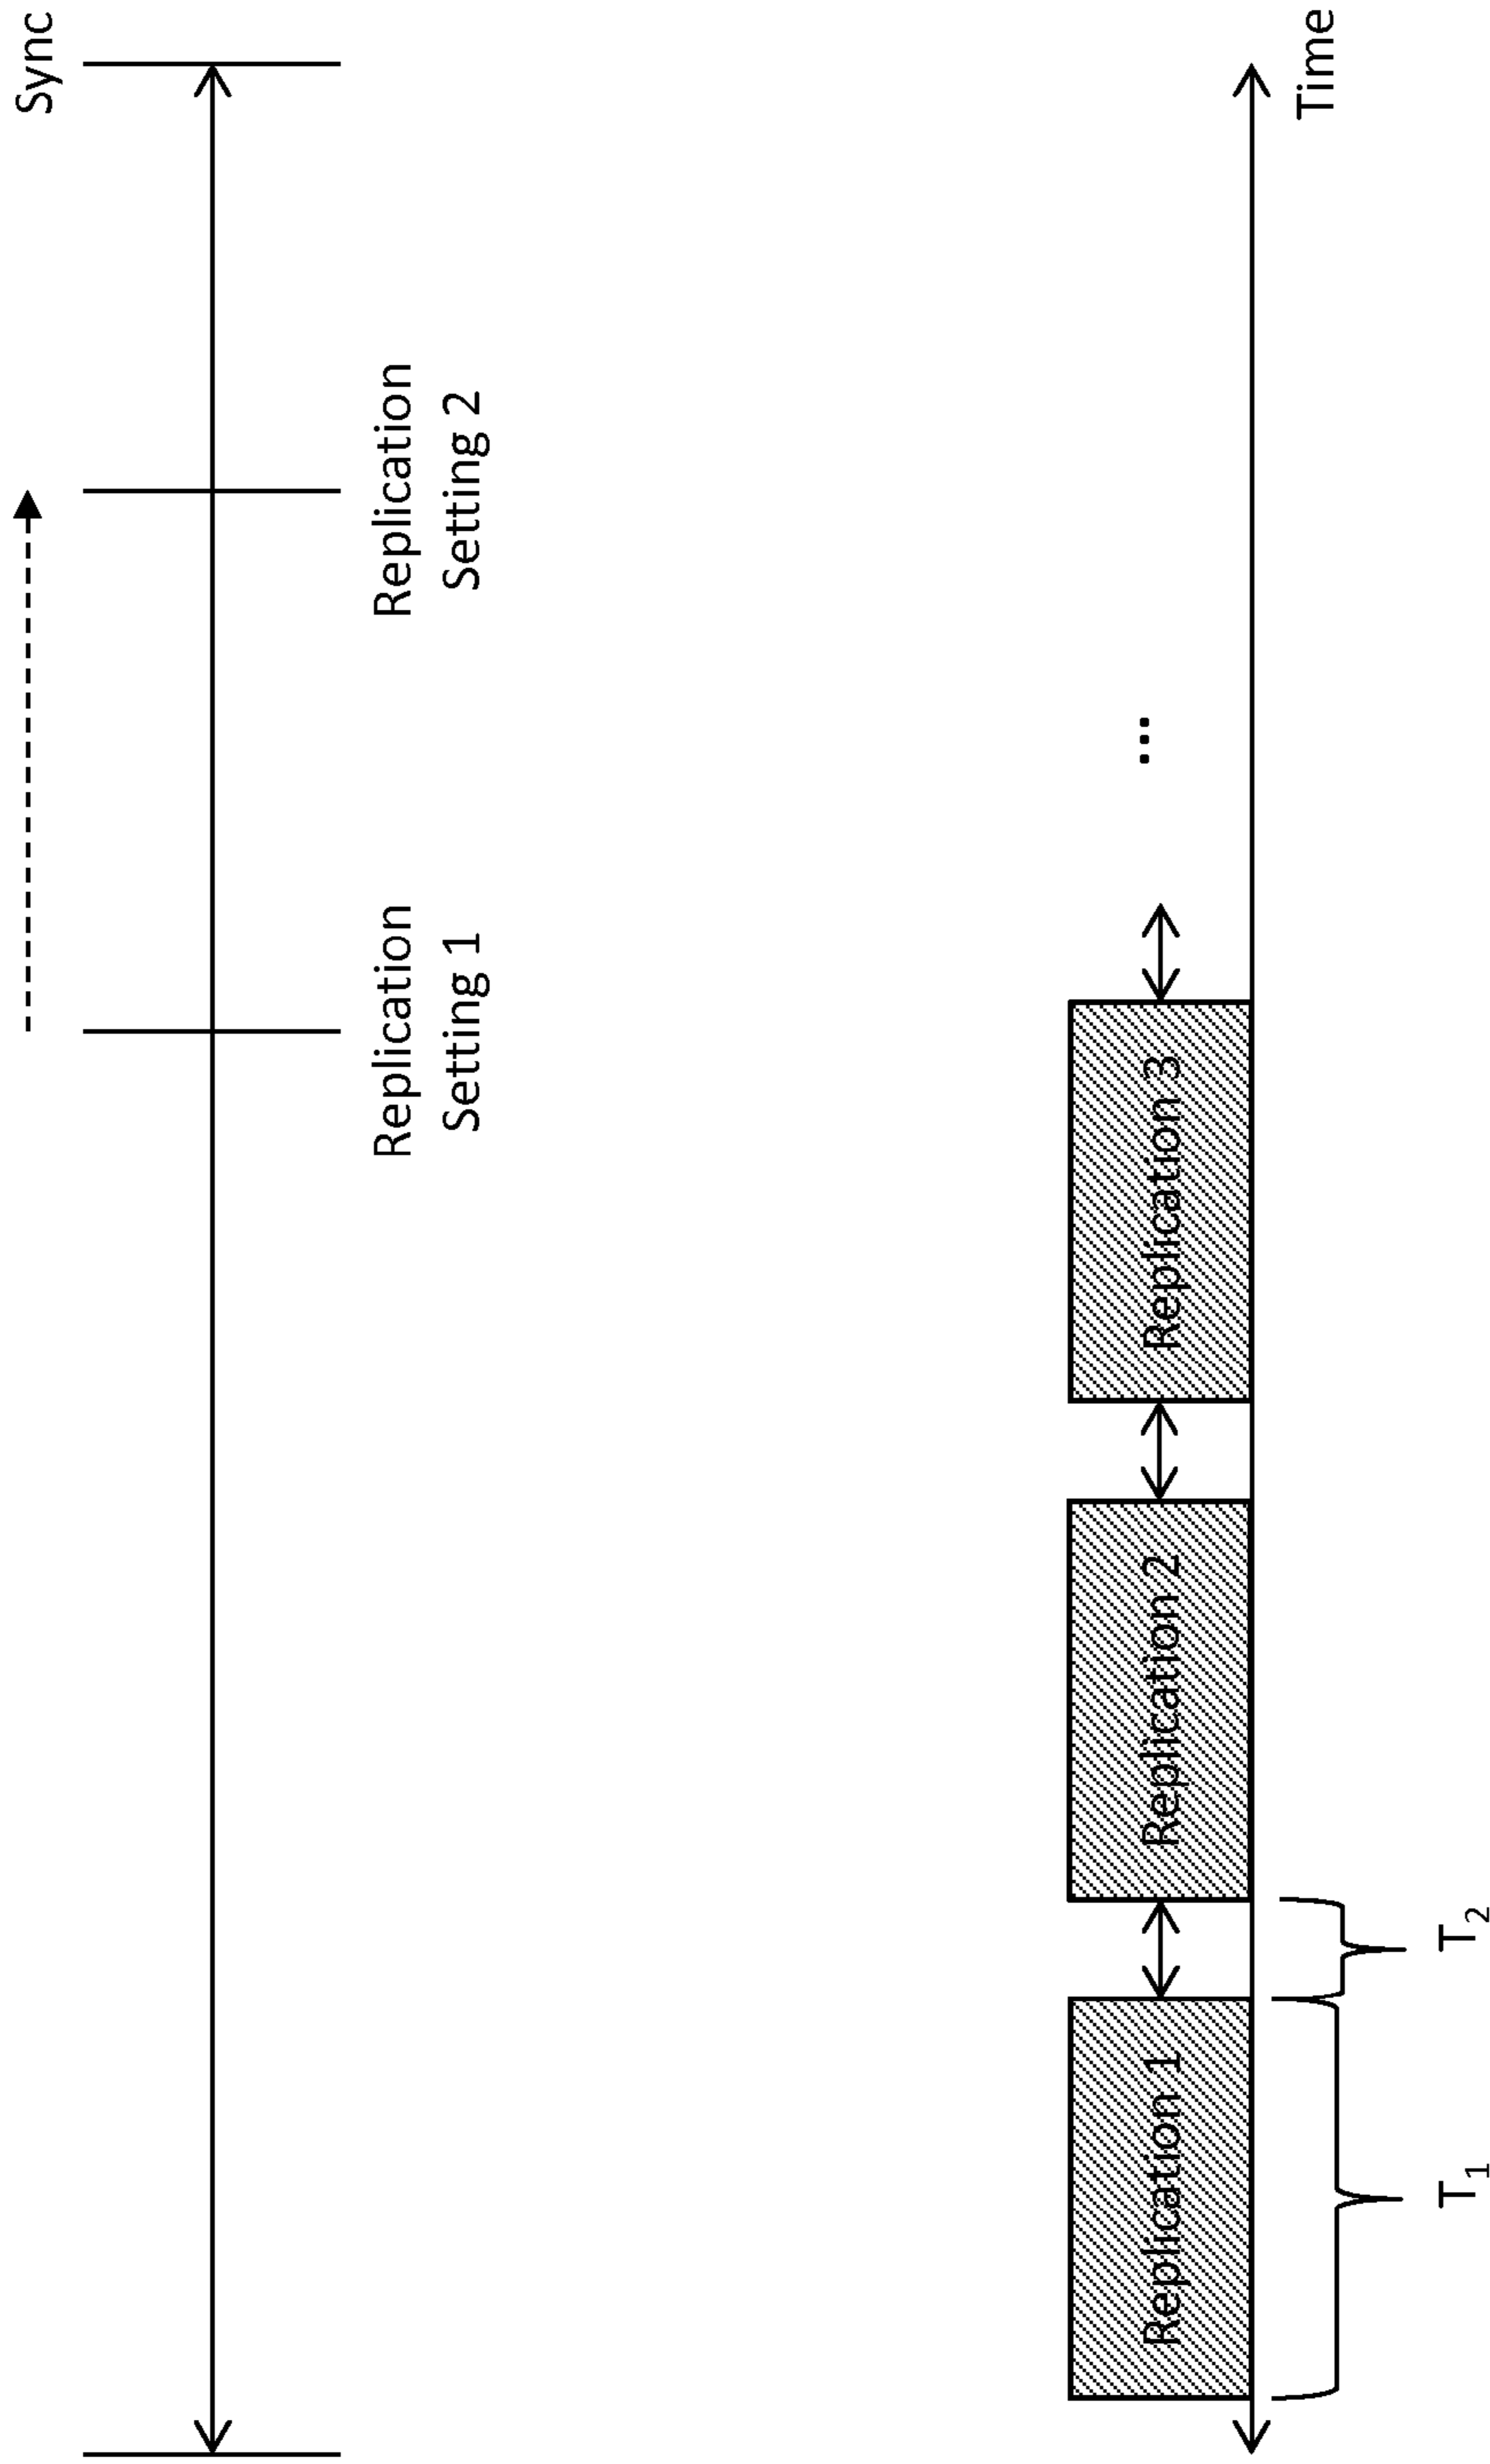 Sync
Replication
Setting 1
Replication
Setting 2
...
Replication 1
Replication 2
Replication 3
Time
T1
T2